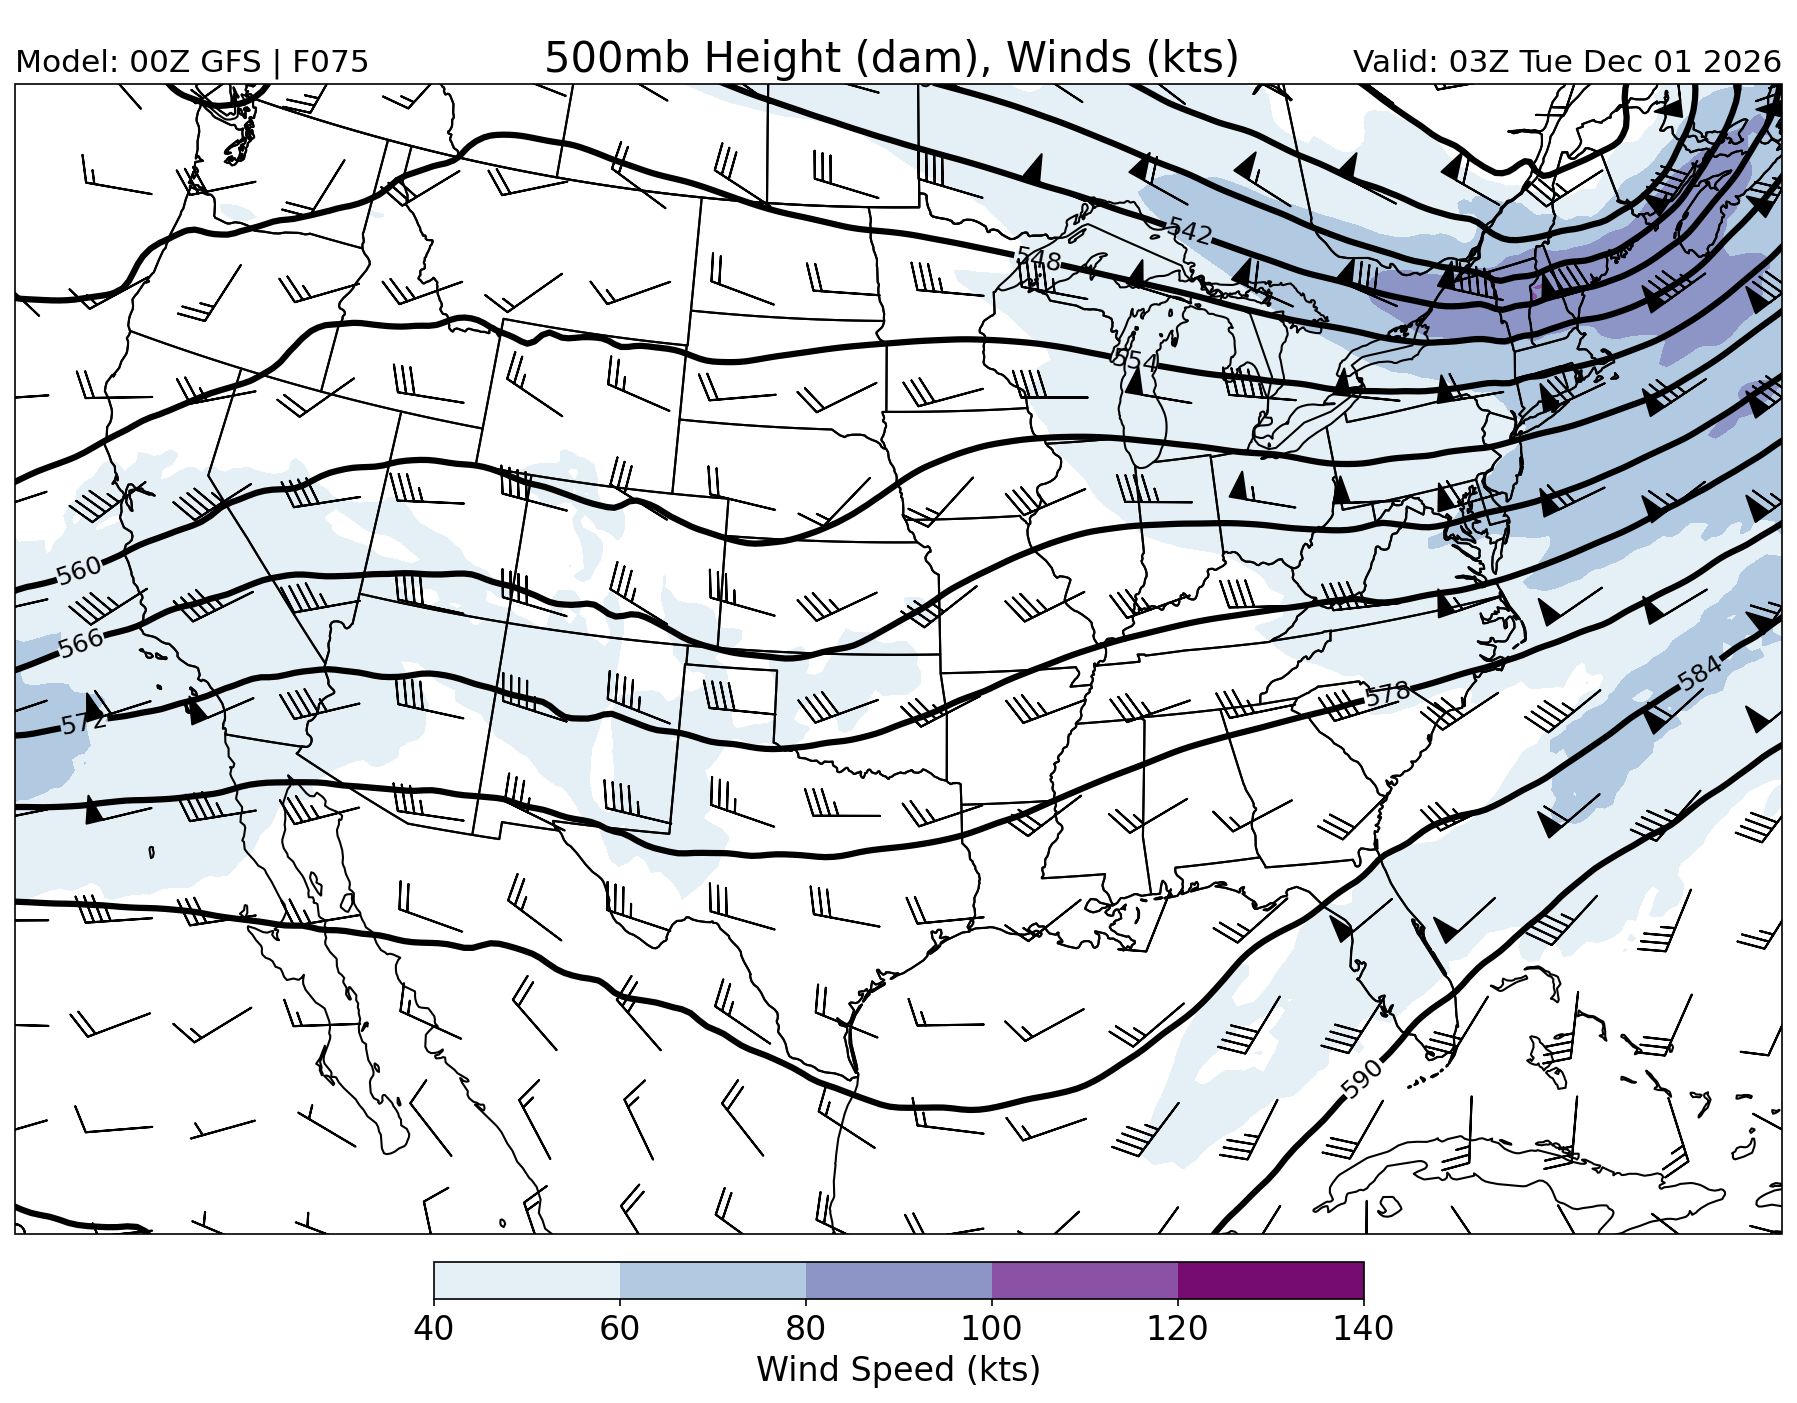 Model: 00Z GFS | F075
500mb Height (dam), Winds (kts)
Valid: 03Z Tue Dec 01 2026
542
548
554
560
566
572
578
584
590
40 60 80 100 120 140
Wind Speed (kts)